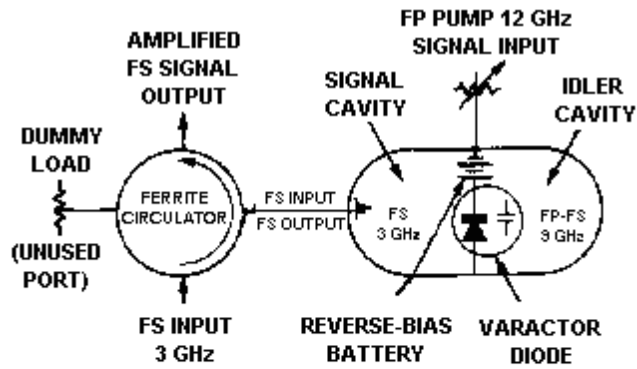 AMPLIFIED
FS SIGNAL
OUTPUT
FP PUMP 12 GHz
SIGNAL INPUT
SIGNAL
CAVITY
IDLER
CAVITY
DUMMY
LOAD
FERRITE
CIRCULATOR
FS INPUT
FS OUTPUT
FS
3 GHz
FP-FS
9 GHz
(UNUSED
PORT)
FS INPUT
3 GHz
REVERSE-BIAS
BATTERY
VARACTOR
DIODE